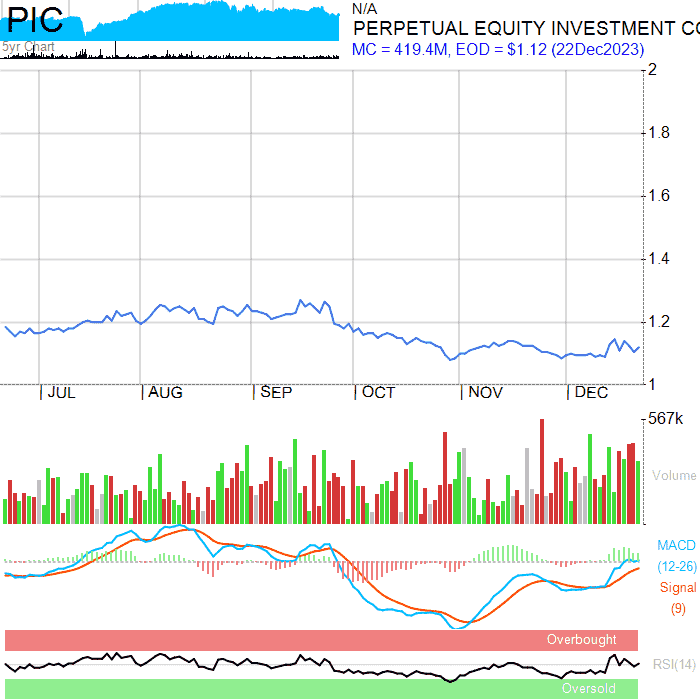 PIC
5yr Chart
N/A
PERPETUAL EQUITY INVESTMENT CO
MC = 419.4M, EOD = $1.12 (22Dec2023)
2
1.8
1.6
1.4
1.2
1
JUL AUG SEP OCT NOV DEC
567k
Volume
MACD
(12-26)
Signal
(9)
Overbought
RSI(14)
Oversold